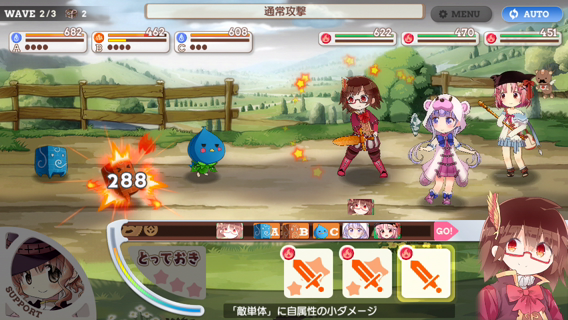 WAVE 2/3 2
通常攻撃
MENU
AUTO
682
A
462
B
608
C
622
470
451
288
A B C
GO!
とっておき
SUPPORT
「敵単体」に自属性の小ダメージ